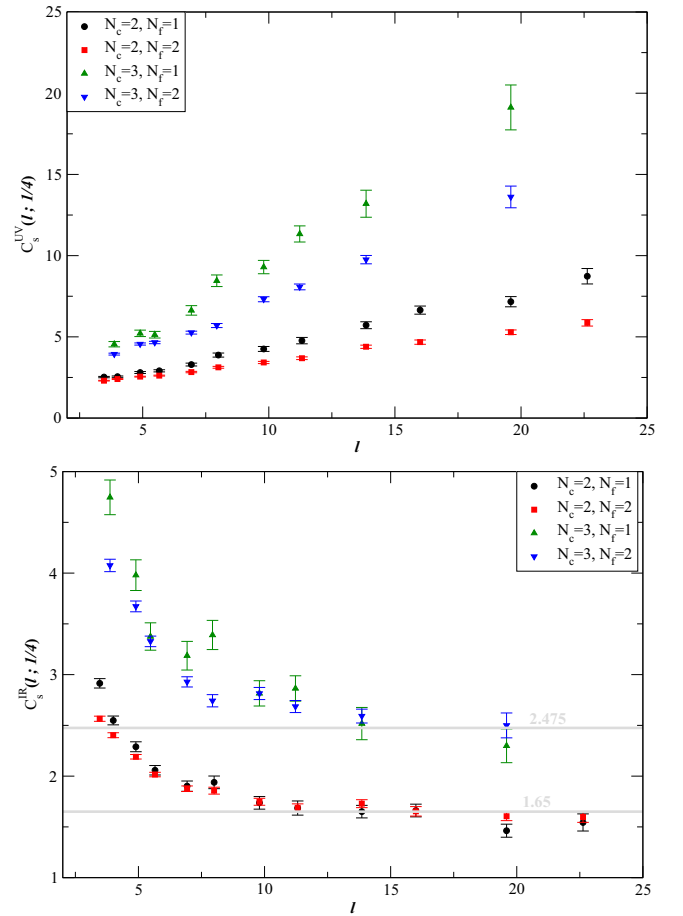 N_c=2, N_f=1
N_c=2, N_f=2
N_c=3, N_f=1
N_c=3, N_f=2
25
20
15
10
5
0
C_s^UV(l ; 1/4)
5
10
15
20
25
l
N_c=2, N_f=1
N_c=2, N_f=2
N_c=3, N_f=1
N_c=3, N_f=2
5
4
3
2
1
C_s^IR(l ; 1/4)
2.475
1.65
5
10
15
20
25
l